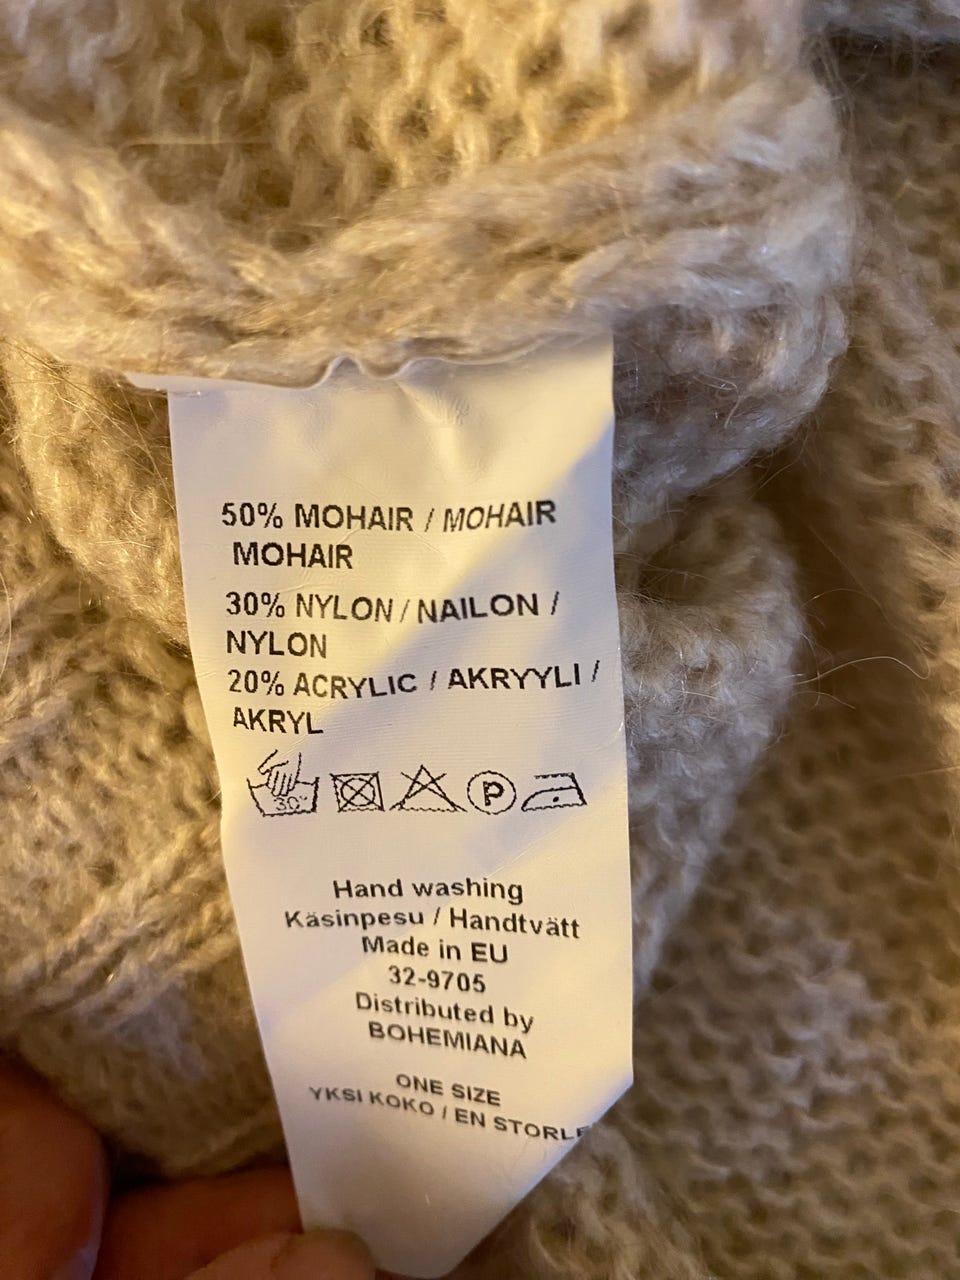 50% MOHAIR / MOHAIR
MOHAIR
30% NYLON / NAILON /
NYLON
20% ACRYLIC / AKRYYLI /
AKRYL
30° P
Hand washing
Käsinpesu / Handtvätt
Made in EU
32-9705
Distributed by
BOHEMIANA
ONE SIZE
YKSI KOKO / EN STORLE